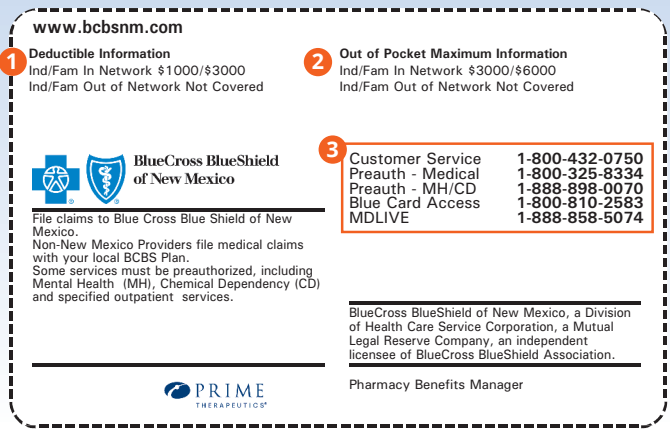 www.bcbsnm.com
1
Deductible Information
Ind/Fam In Network $1000/$3000
Ind/Fam Out of Network Not Covered
2
Out of Pocket Maximum Information
Ind/Fam In Network $3000/$6000
Ind/Fam Out of Network Not Covered
BlueCross BlueShield
of New Mexico
File claims to Blue Cross Blue Shield of New
Mexico.
Non-New Mexico Providers file medical claims
with your local BCBS Plan.
Some services must be preauthorized, including
Mental Health (MH), Chemical Dependency (CD)
and specified outpatient services.
3
Customer Service 1-800-432-0750
Preauth - Medical 1-800-325-8334
Preauth - MH/CD 1-888-898-0070
Blue Card Access 1-800-810-2583
MDLIVE 1-888-858-5074
BlueCross BlueShield of New Mexico, a Division
of Health Care Service Corporation, a Mutual
Legal Reserve Company, an independent
licensee of BlueCross BlueShield Association.
PRIME
THERAPEUTICS®
Pharmacy Benefits Manager